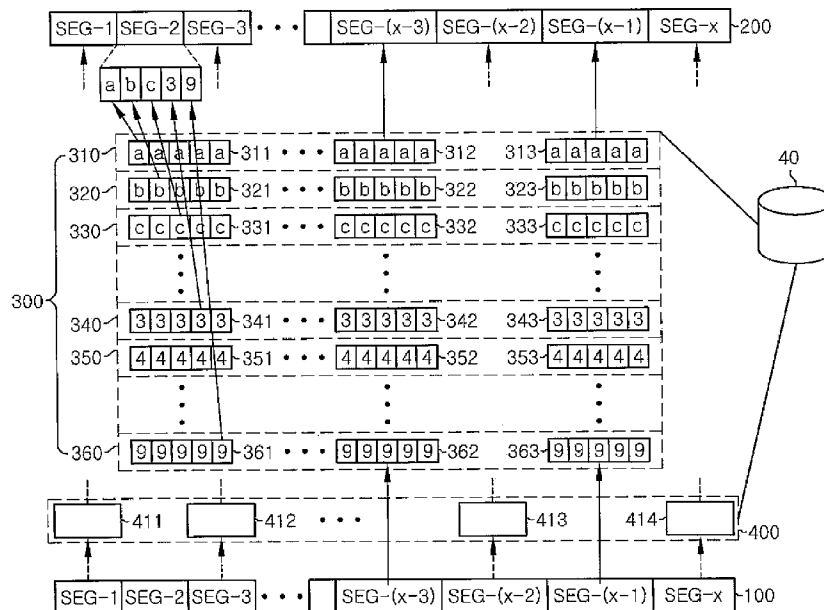 SEG-1 SEG-2 SEG-3 • • • SEG-(x-3) SEG-(x-2) SEG-(x-1) SEG-x 200
a b c 3 9
310 a a a a a 311 • • • a a a a a 312 313 a a a a a
320 b b b b b 321 • • • b b b b b 322 323 b b b b b
330 c c c c c 331 • • • c c c c c 332 333 c c c c c
40
300
340 3 3 3 3 3 341 • • • 3 3 3 3 3 342 343 3 3 3 3 3
350 4 4 4 4 4 351 • • • 4 4 4 4 4 352 353 4 4 4 4 4
360 9 9 9 9 9 361 • • • 9 9 9 9 9 362 363 9 9 9 9 9
411 412 • • • 413 414 400
SEG-1 SEG-2 SEG-3 • • • SEG-(x-3) SEG-(x-2) SEG-(x-1) SEG-x 100